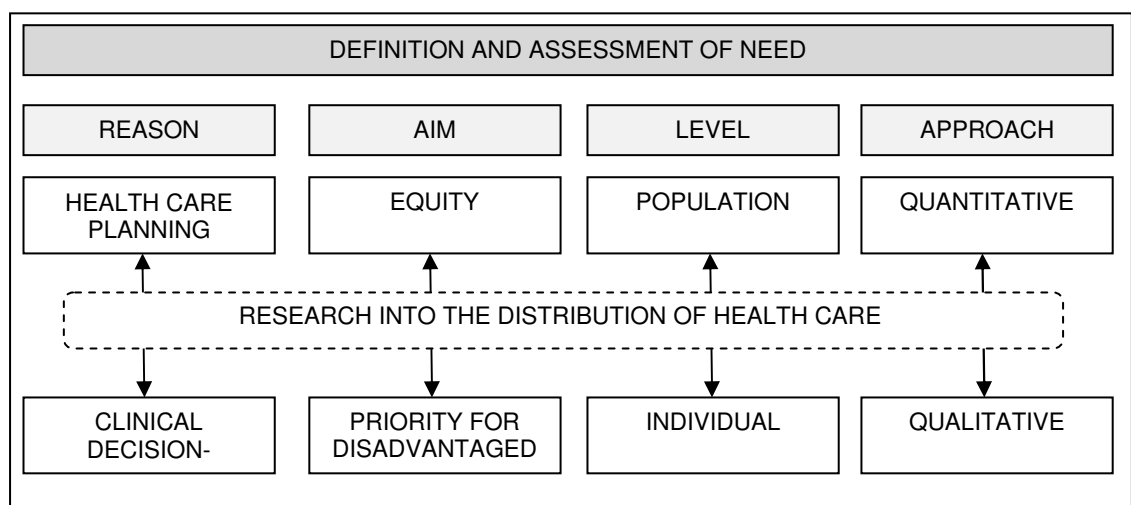 DEFINITION AND ASSESSMENT OF NEED
REASON
AIM
LEVEL
APPROACH
HEALTH CARE
PLANNING
EQUITY
POPULATION
QUANTITATIVE
RESEARCH INTO THE DISTRIBUTION OF HEALTH CARE
CLINICAL
DECISION-
PRIORITY FOR
DISADVANTAGED
INDIVIDUAL
QUALITATIVE